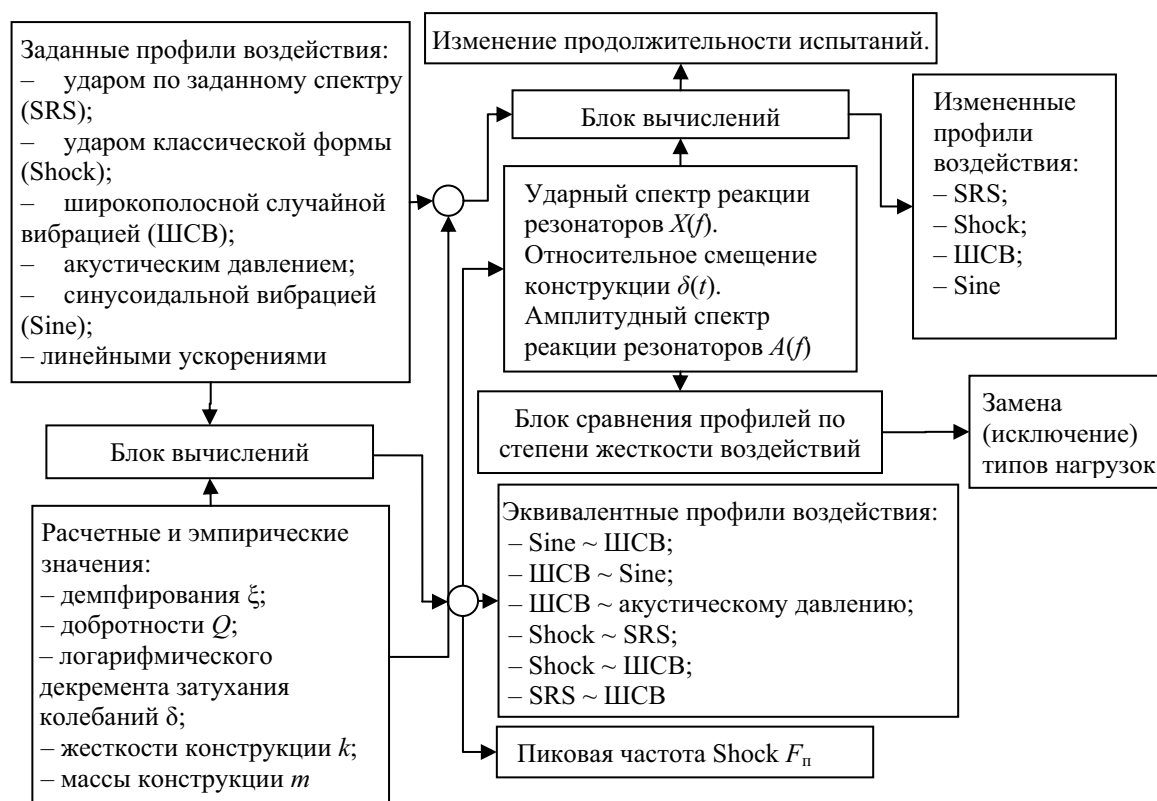 Заданные профили воздействия:
– ударом по заданному спектру
(SRS);
– ударом классической формы
(Shock);
– широкополосной случайной
вибрацией (ШСВ);
– акустическим давлением;
– синусоидальной вибрацией
(Sine);
– линейными ускорениями
Блок вычислений
Расчетные и эмпирические
значения:
– демпфирования ξ;
– добротности Q;
– логарифмического
декремента затухания
колебаний δ;
– жесткости конструкции k;
– массы конструкции m
Изменение продолжительности испытаний.
Блок вычислений
Ударный спектр реакции
резонаторов X(f).
Относительное смещение
конструкции δ(t).
Амплитудный спектр
реакции резонаторов A(f)
Блок сравнения профилей по
степени жесткости воздействий
Эквивалентные профили воздействия:
– Sine ~ ШСВ;
– ШСВ ~ Sine;
– ШСВ ~ акустическому давлению;
– Shock ~ SRS;
– Shock ~ ШСВ;
– SRS ~ ШСВ
Пиковая частота Shock Fп
Измененные
профили
воздействия:
– SRS;
– Shock;
– ШСВ;
– Sine
Замена
(исключение)
типов нагрузок